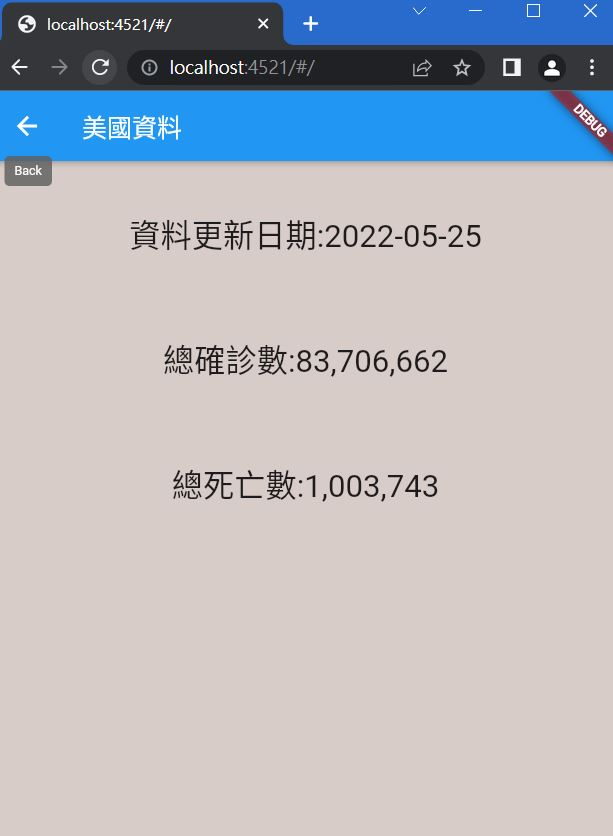 localhost:4521/#/
localhost:4521/#/
美國資料
DEBUG
Back
資料更新日期:2022-05-25
總確診數:83,706,662
總死亡數:1,003,743